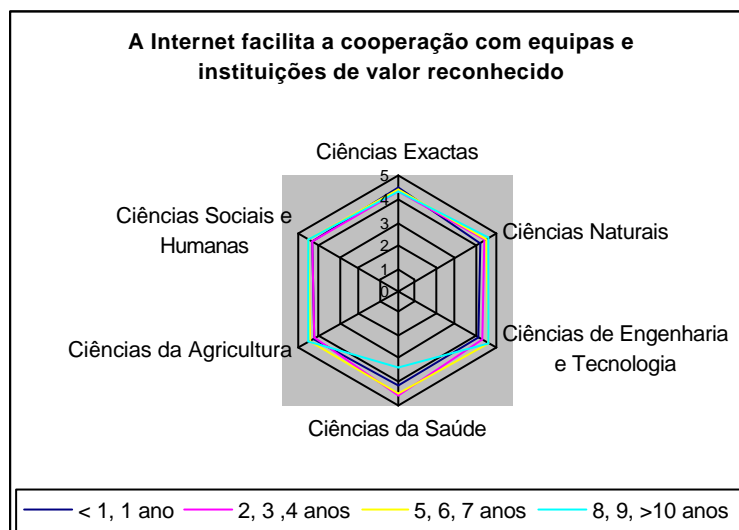 A Internet facilita a cooperação com equipas e
instituições de valor reconhecido
Ciências Exactas
5
4
3
2
1
0
Ciências Naturais
Ciências de Engenharia
e Tecnologia
Ciências da Saúde
Ciências da Agricultura
Ciências Sociais e
Humanas
< 1, 1 ano
2, 3 ,4 anos
5, 6, 7 anos
8, 9, >10 anos